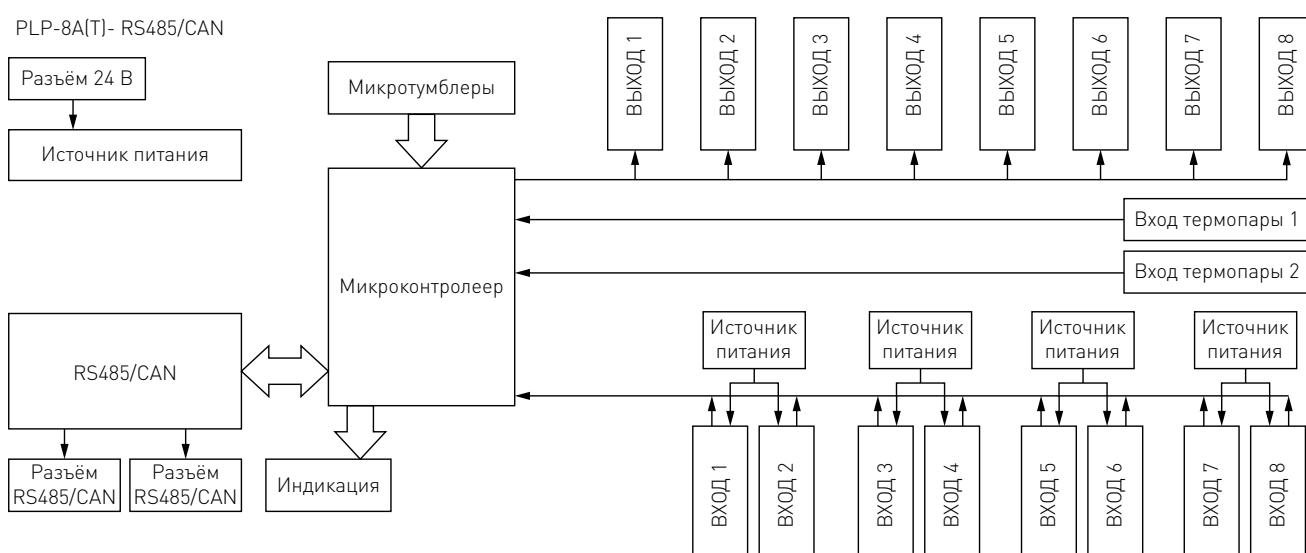 PLP-8A(T)- RS485/CAN
Разъём 24 В
Источник питания
Микротумблеры
ВЫХОД 1
ВЫХОД 2
ВЫХОД 3
ВЫХОД 4
ВЫХОД 5
ВЫХОД 6
ВЫХОД 7
ВЫХОД 8
Вход термопары 1
Вход термопары 2
Микроконтролеер
RS485/CAN
Источник
питания
Источник
питания
Источник
питания
Источник
питания
Разъём
RS485/CAN
Разъём
RS485/CAN
Индикация
ВХОД 1
ВХОД 2
ВХОД 3
ВХОД 4
ВХОД 5
ВХОД 6
ВХОД 7
ВХОД 8